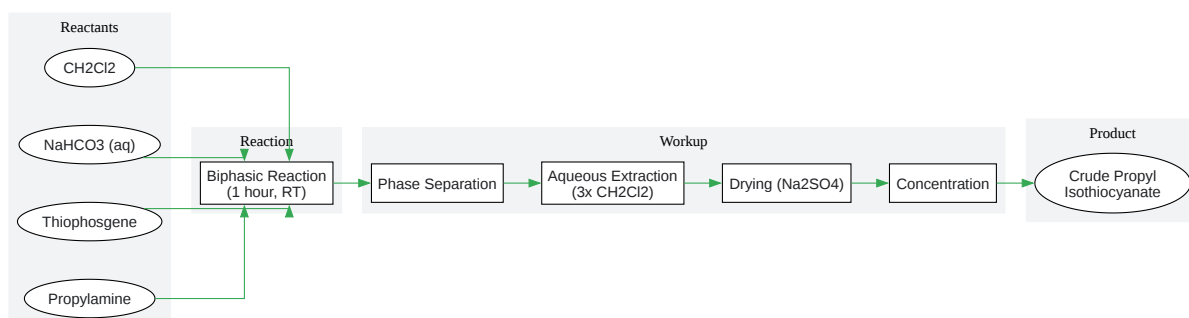 Reactants
CH2Cl2
NaHCO3 (aq)
Thiophosgene
Propylamine
Reaction
Biphasic Reaction
(1 hour, RT)
Workup
Phase Separation
Aqueous Extraction
(3x CH2Cl2)
Drying (Na2SO4)
Concentration
Product
Crude Propyl
Isothiocyanate